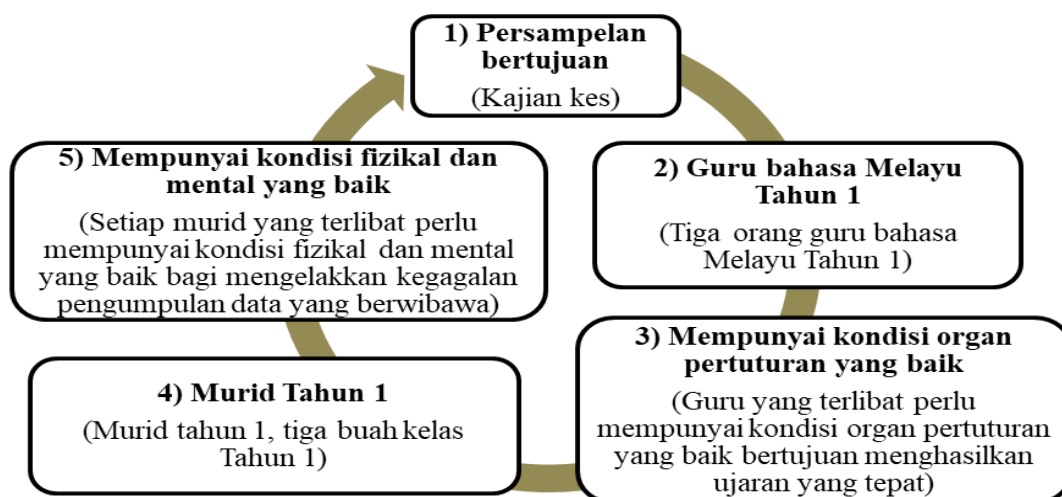 1) Persampelan
bertujuan
(Kajian kes)
2) Guru bahasa Melayu
Tahun 1
(Tiga orang guru bahasa
Melayu Tahun 1)
3) Mempunyai kondisi organ
pertuturan yang baik
(Guru yang terlibat perlu
mempunyai kondisi organ pertuturan
yang baik bertujuan menghasilkan
ujaran yang tepat)
4) Murid Tahun 1
(Murid tahun 1, tiga buah kelas
Tahun 1)
5) Mempunyai kondisi fizikal dan
mental yang baik
(Setiap murid yang terlibat perlu
mempunyai kondisi fizikal dan mental
yang baik bagi mengelakkan kegagalan
pengumpulan data yang berwibawa)